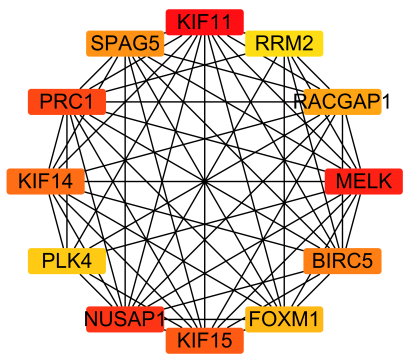 KIF11
SPAG5
RRM2
PRC1
RACGAP1
KIF14
MELK
PLK4
BIRC5
NUSAP1
FOXM1
KIF15